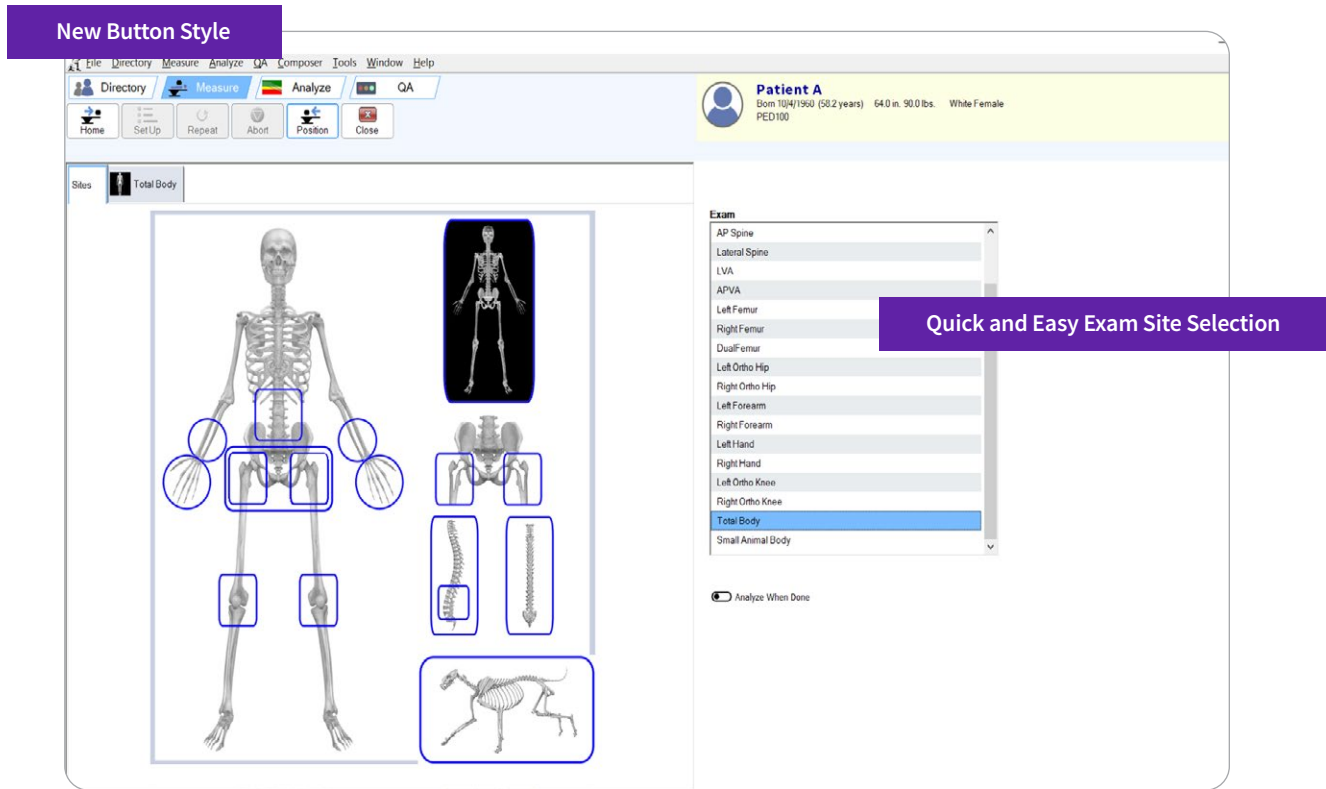 New Button Style
File Directory Measure Analyze QA Composer Tools Window Help
Directory Measure Analyze QA
Home SetUp Repeat Abort Position Close
Patient A
Born 10/4/1960 (58.2 years) 64.0 in. 90.0 lbs. White Female
PED100
Sites Total Body
Exam
AP Spine
Lateral Spine
LVA
APVA
Left Femur
Right Femur
DualFemur
Left Ortho Hip
Right Ortho Hip
Left Forearm
Right Forearm
Left Hand
Right Hand
Left Ortho Knee
Right Ortho Knee
Total Body
Small Animal Body
Quick and Easy Exam Site Selection
Analyze When Done